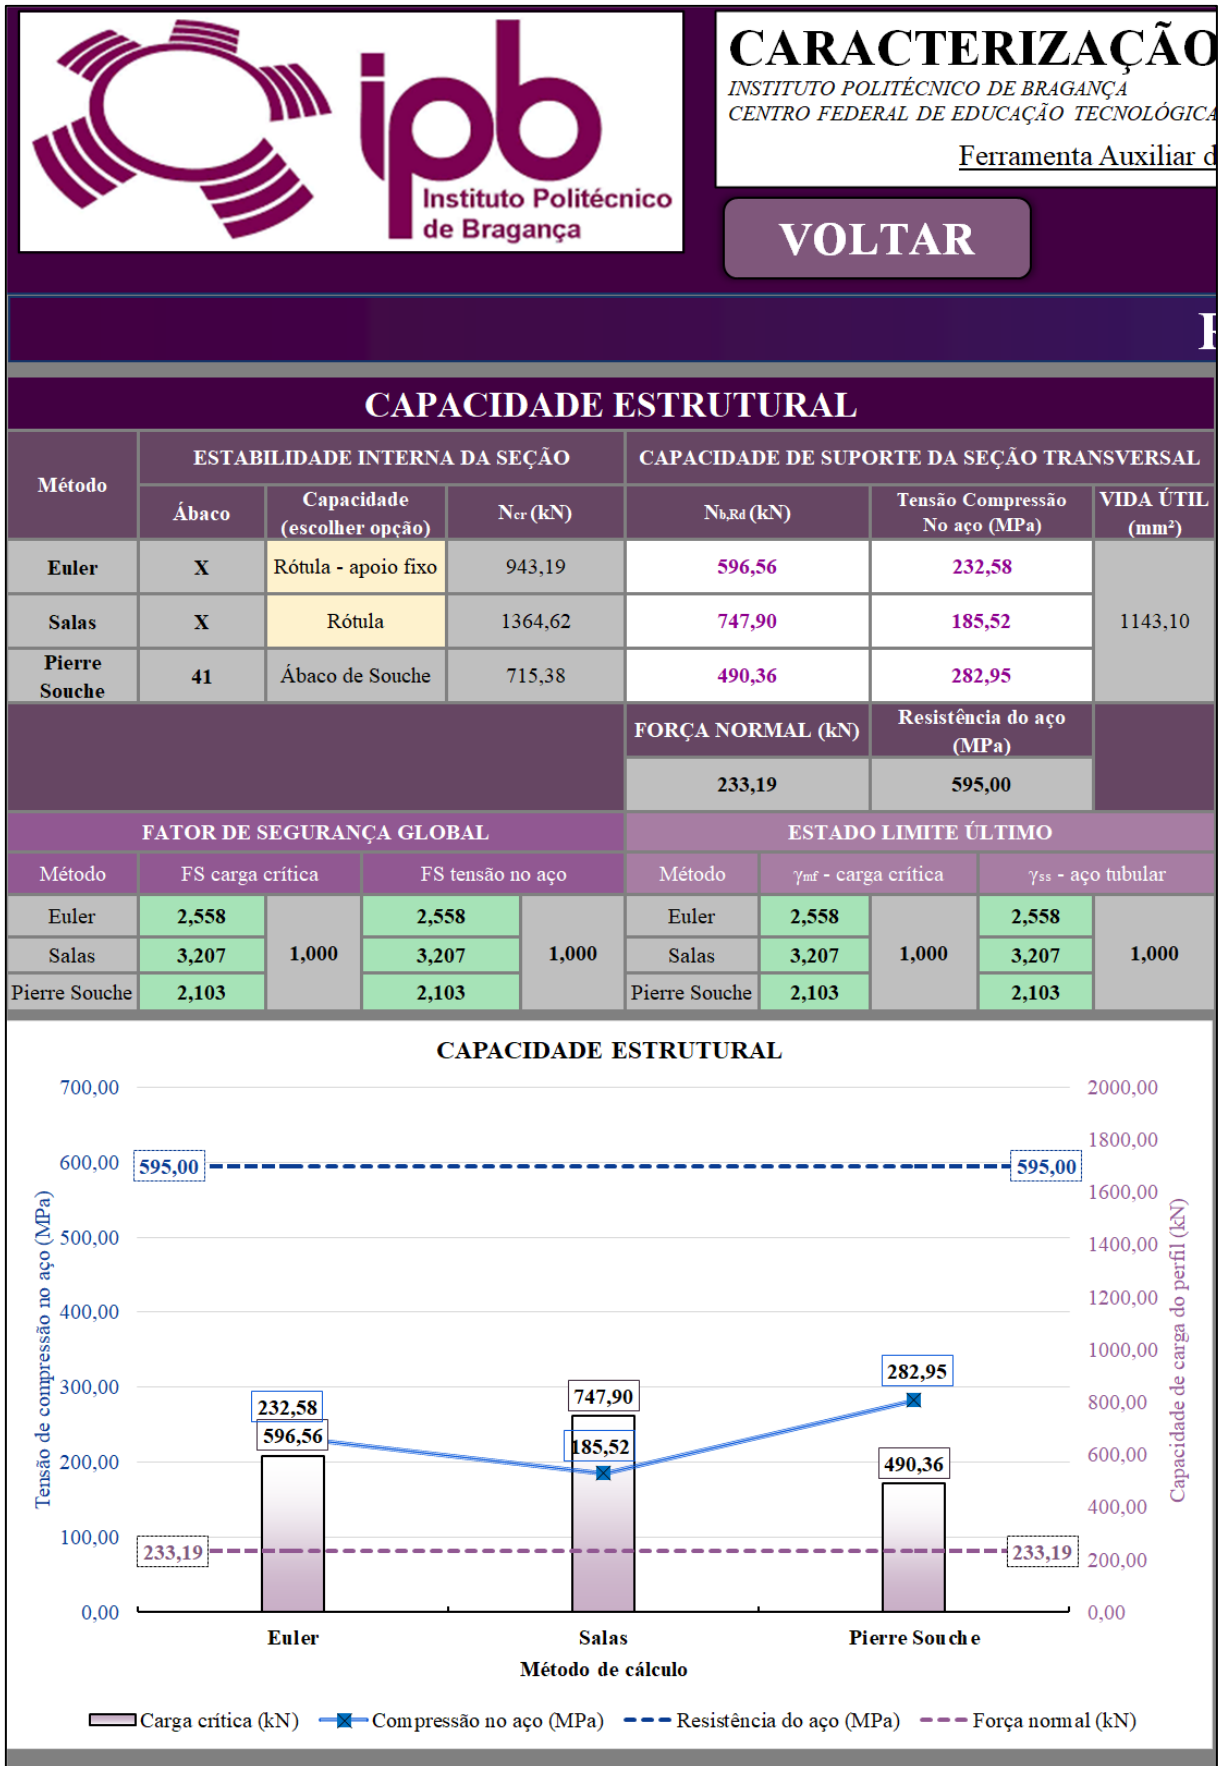 ipb
Instituto Politécnico
de Bragança
CARACTERIZAÇÃO
INSTITUTO POLITÉCNICO DE BRAGANÇA
CENTRO FEDERAL DE EDUCAÇÃO TECNOLÓGICA
Ferramenta Auxiliar d
VOLTAR
CAPACIDADE ESTRUTURAL
Método ESTABILIDADE INTERNA DA SEÇÃO CAPACIDADE DE SUPORTE DA SEÇÃO TRANSVERSAL
Ábaco Capacidade (escolher opção) Ncr (kN) Nb,Rd (kN) Tensão Compressão No aço (MPa) VIDA ÚTIL (mm²)
Euler X Rótula - apoio fixo 943,19 596,56 232,58
Salas X Rótula 1364,62 747,90 185,52 1143,10
Pierre Souche 41 Ábaco de Souche 715,38 490,36 282,95
FORÇA NORMAL (kN) Resistência do aço (MPa)
233,19 595,00
FATOR DE SEGURANÇA GLOBAL ESTADO LIMITE ÚLTIMO
Método FS carga crítica FS tensão no aço Método γmf - carga crítica γss - aço tubular
Euler 2,558 2,558 Euler 2,558 2,558
Salas 3,207 1,000 3,207 1,000 Salas 3,207 1,000 3,207 1,000
Pierre Souche 2,103 2,103 Pierre Souche 2,103 2,103
CAPACIDADE ESTRUTURAL
700,00 2000,00
1800,00
600,00 595,00 595,00
1600,00
500,00 1400,00
1200,00
400,00
1000,00
282,95
300,00 232,58 747,90 800,00
596,56 185,52
200,00 490,36 600,00
400,00
100,00 233,19 233,19 200,00
0,00 0,00
Tensão de compressão no aço (MPa)
Capacidade de carga do perfil (kN)
Euler Salas Pierre Souche
Método de cálculo
Carga crítica (kN) Compressão no aço (MPa) Resistência do aço (MPa) Força normal (kN)